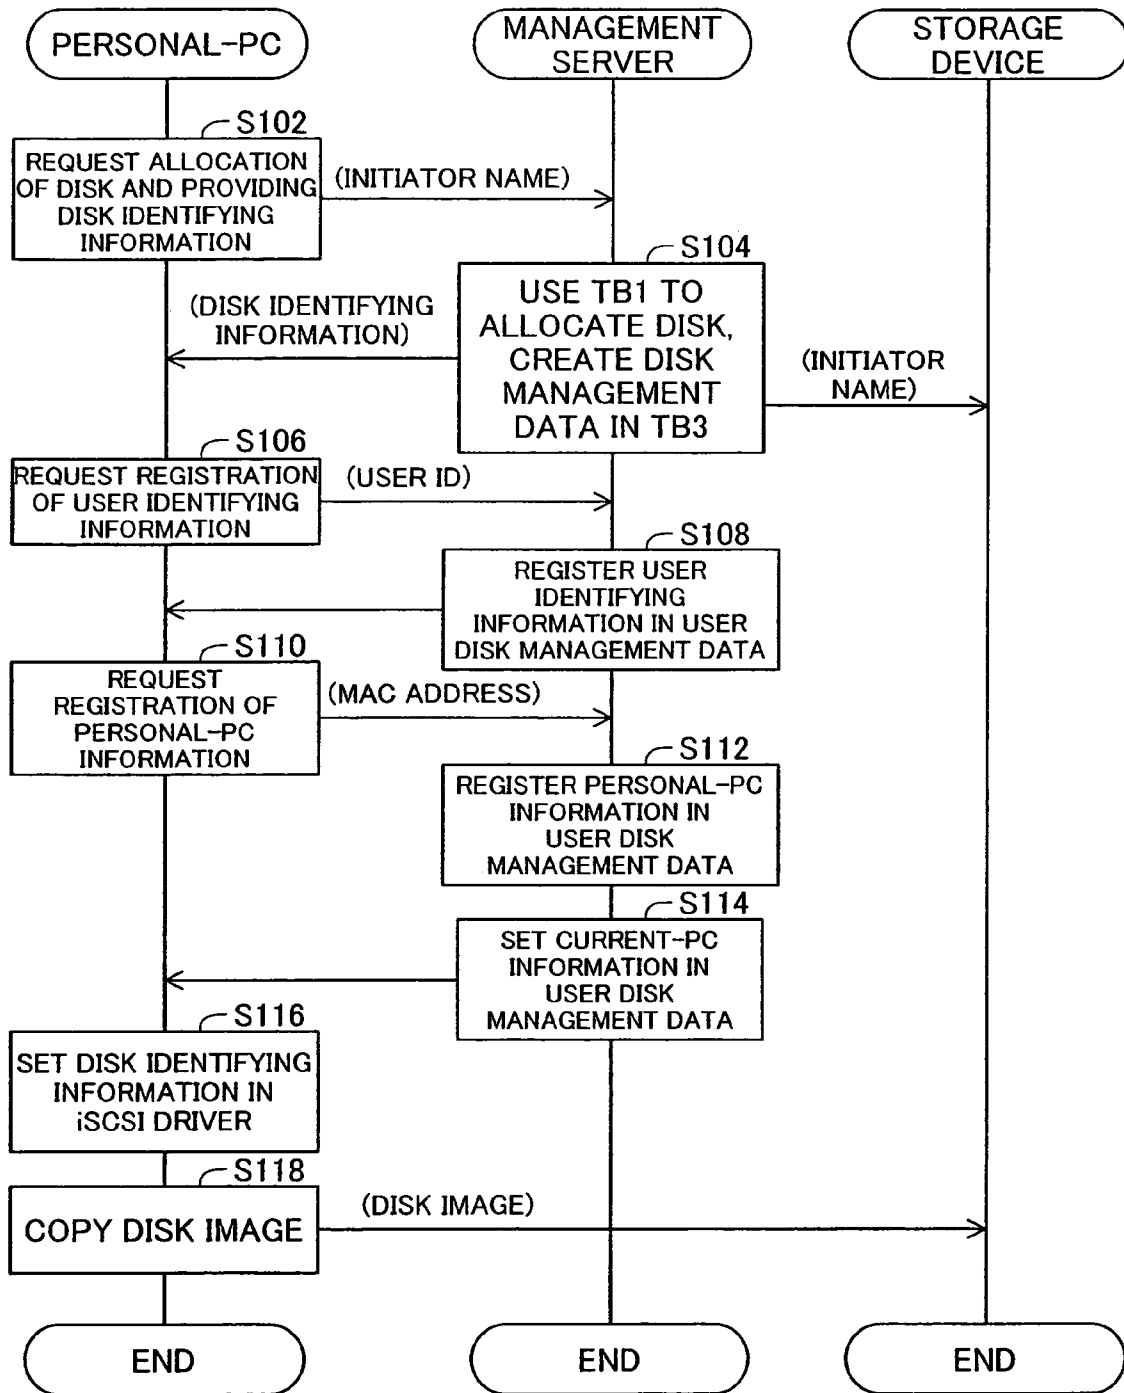 PERSONAL-PC
MANAGEMENT
SERVER
STORAGE
DEVICE
S102
REQUEST ALLOCATION
OF DISK AND PROVIDING
DISK IDENTIFYING
INFORMATION
(INITIATOR NAME)
S104
USE TB1 TO
ALLOCATE DISK,
CREATE DISK
MANAGEMENT
DATA IN TB3
(DISK IDENTIFYING
INFORMATION)
(INITIATOR
NAME)
S106
REQUEST REGISTRATION
OF USER IDENTIFYING
INFORMATION
(USER ID)
S108
REGISTER USER
IDENTIFYING
INFORMATION IN USER
DISK MANAGEMENT DATA
S110
REQUEST
REGISTRATION OF
PERSONAL-PC
INFORMATION
(MAC ADDRESS)
S112
REGISTER PERSONAL-PC
INFORMATION IN
USER DISK
MANAGEMENT DATA
S114
SET CURRENT-PC
INFORMATION IN
USER DISK
MANAGEMENT DATA
S116
SET DISK IDENTIFYING
INFORMATION IN
iSCSI DRIVER
S118
COPY DISK IMAGE
(DISK IMAGE)
END
END
END